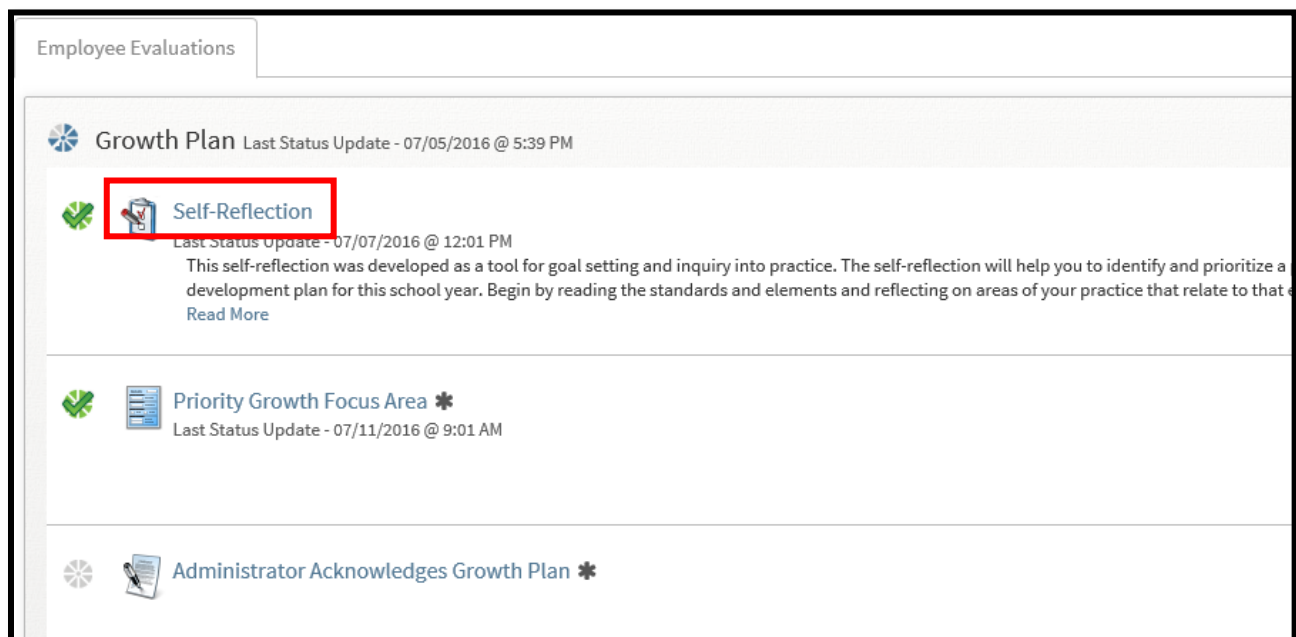 Employee Evaluations
Growth Plan Last Status Update - 07/05/2016 @ 5:39 PM
Self-Reflection
Last Status Update - 07/07/2016 @ 12:01 PM
This self-reflection was developed as a tool for goal setting and inquiry into practice. The self-reflection will help you to identify and prioritize a
development plan for this school year. Begin by reading the standards and elements and reflecting on areas of your practice that relate to that
Read More
Priority Growth Focus Area ✱
Last Status Update - 07/11/2016 @ 9:01 AM
Administrator Acknowledges Growth Plan ✱